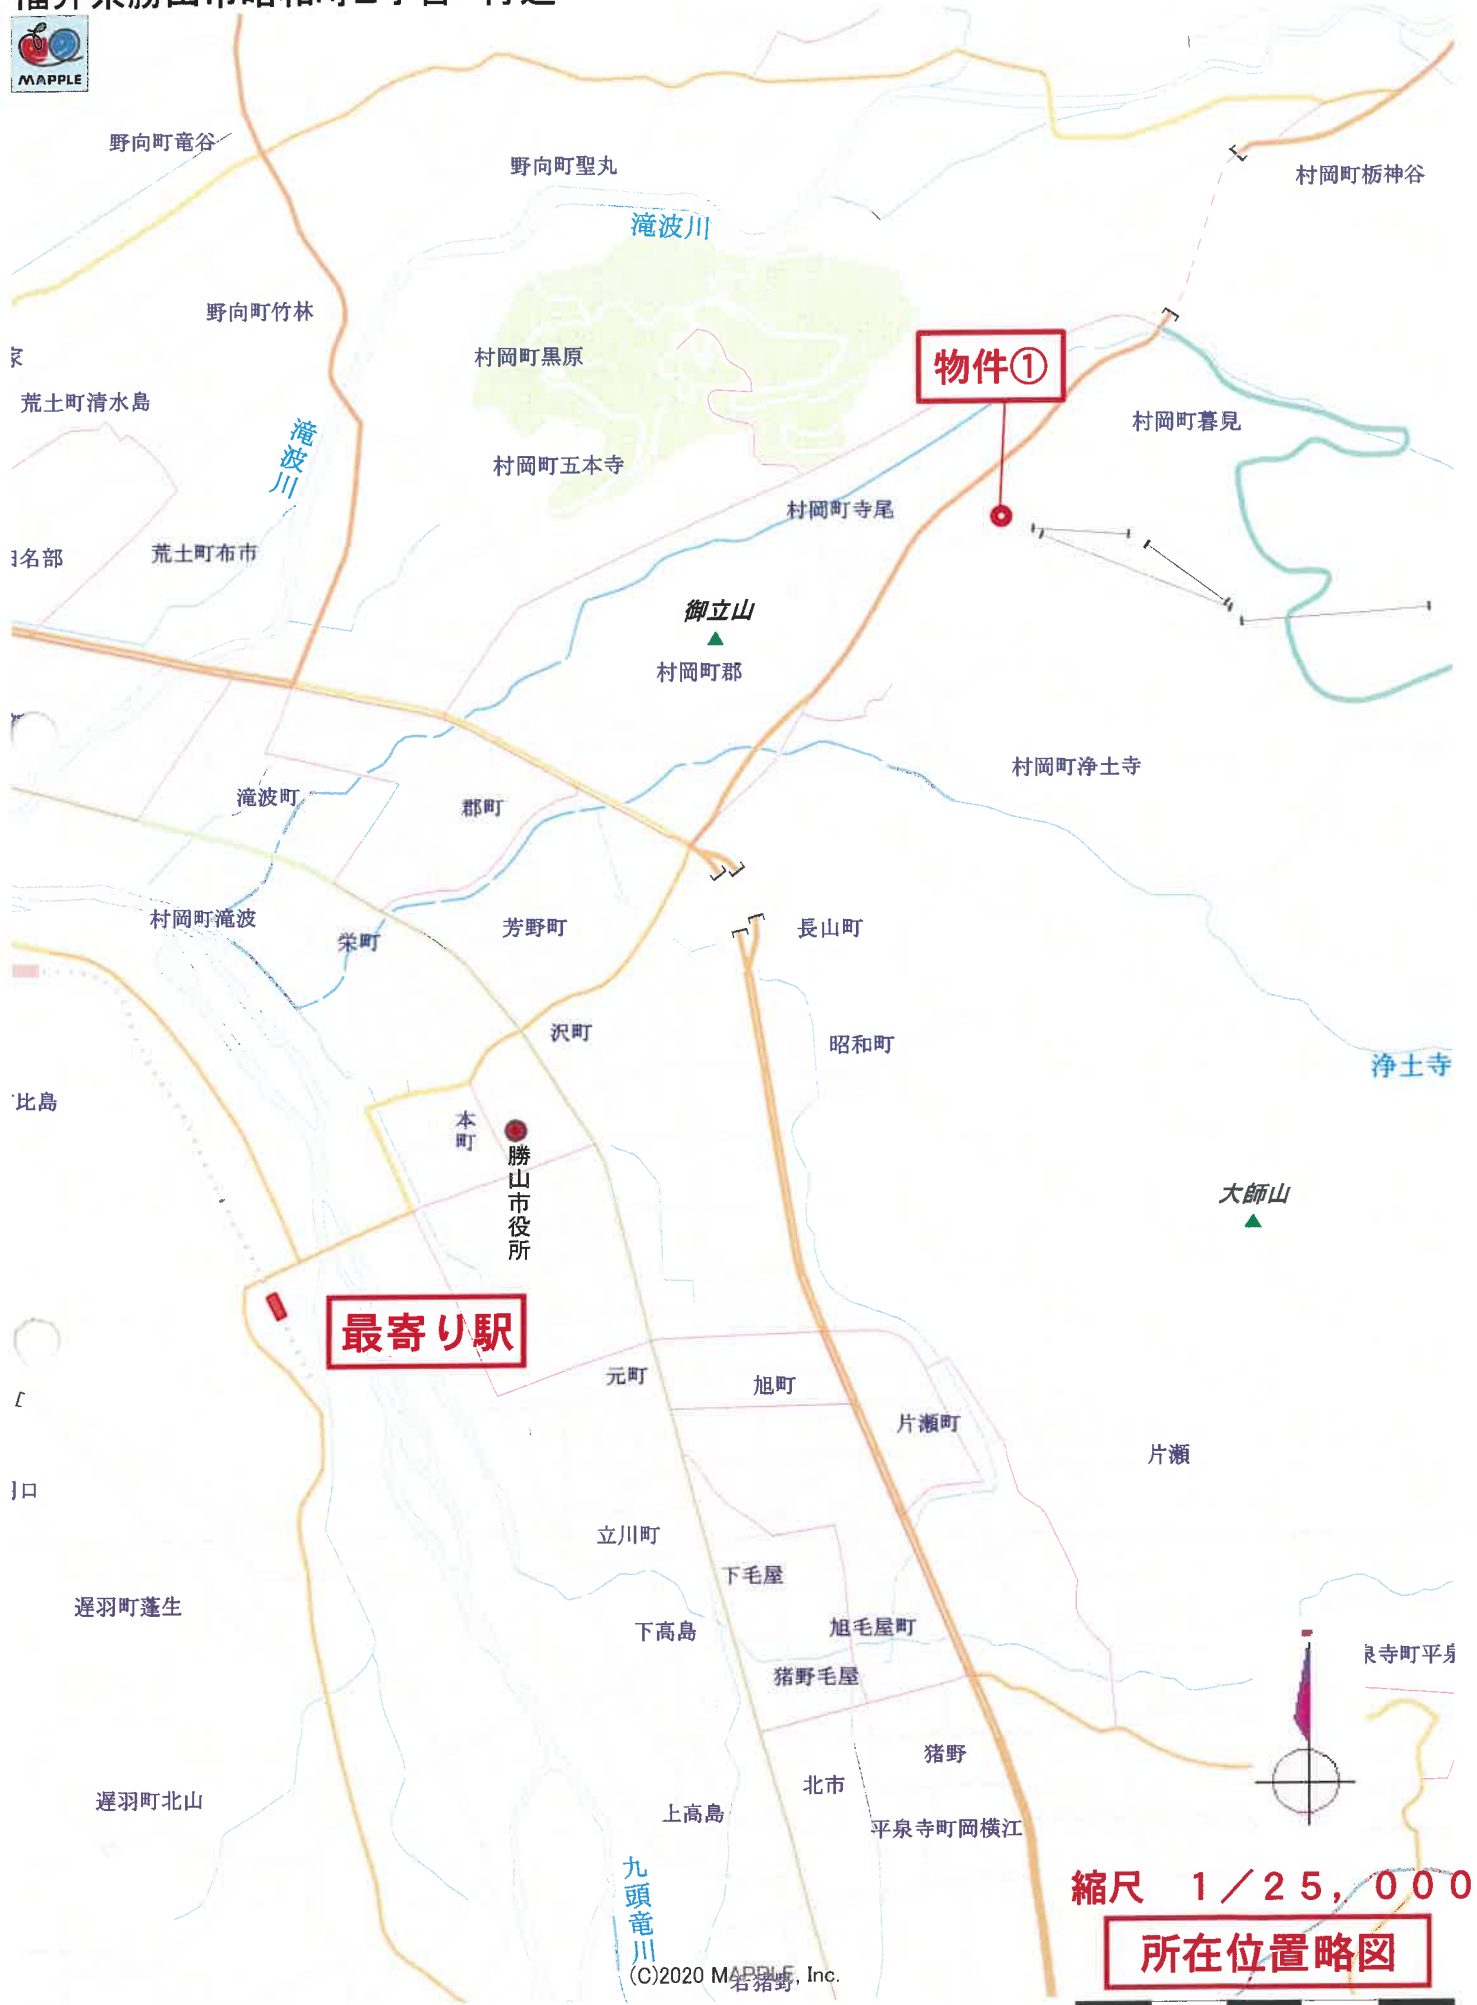 MAPPLE
野向町竜谷
野向町聖丸
村岡町栃神谷
滝波川
野向町竹林
村岡町黒原
物件①
家
荒土町清水島
村岡町暮見
滝波川
村岡町五本寺
村岡町寺尾
名部
荒土町布市
御立山
村岡町郡
村岡町浄土寺
滝波町
郡町
村岡町滝波
栄町
芳野町
長山町
沢町
昭和町
浄土寺
比島
本町
勝山市役所
大師山
最寄り駅
元町
旭町
片瀬町
片瀬
口
立川町
下毛屋
遅羽町蓬生
下高島
旭毛屋町
泉寺町平泉
猪野毛屋
猪野
北市
遅羽町北山
上高島
平泉寺町岡横江
九頭竜川
縮尺 1/25,000
所在位置略図
(C)2020 MAPPLE, Inc.
若猪野